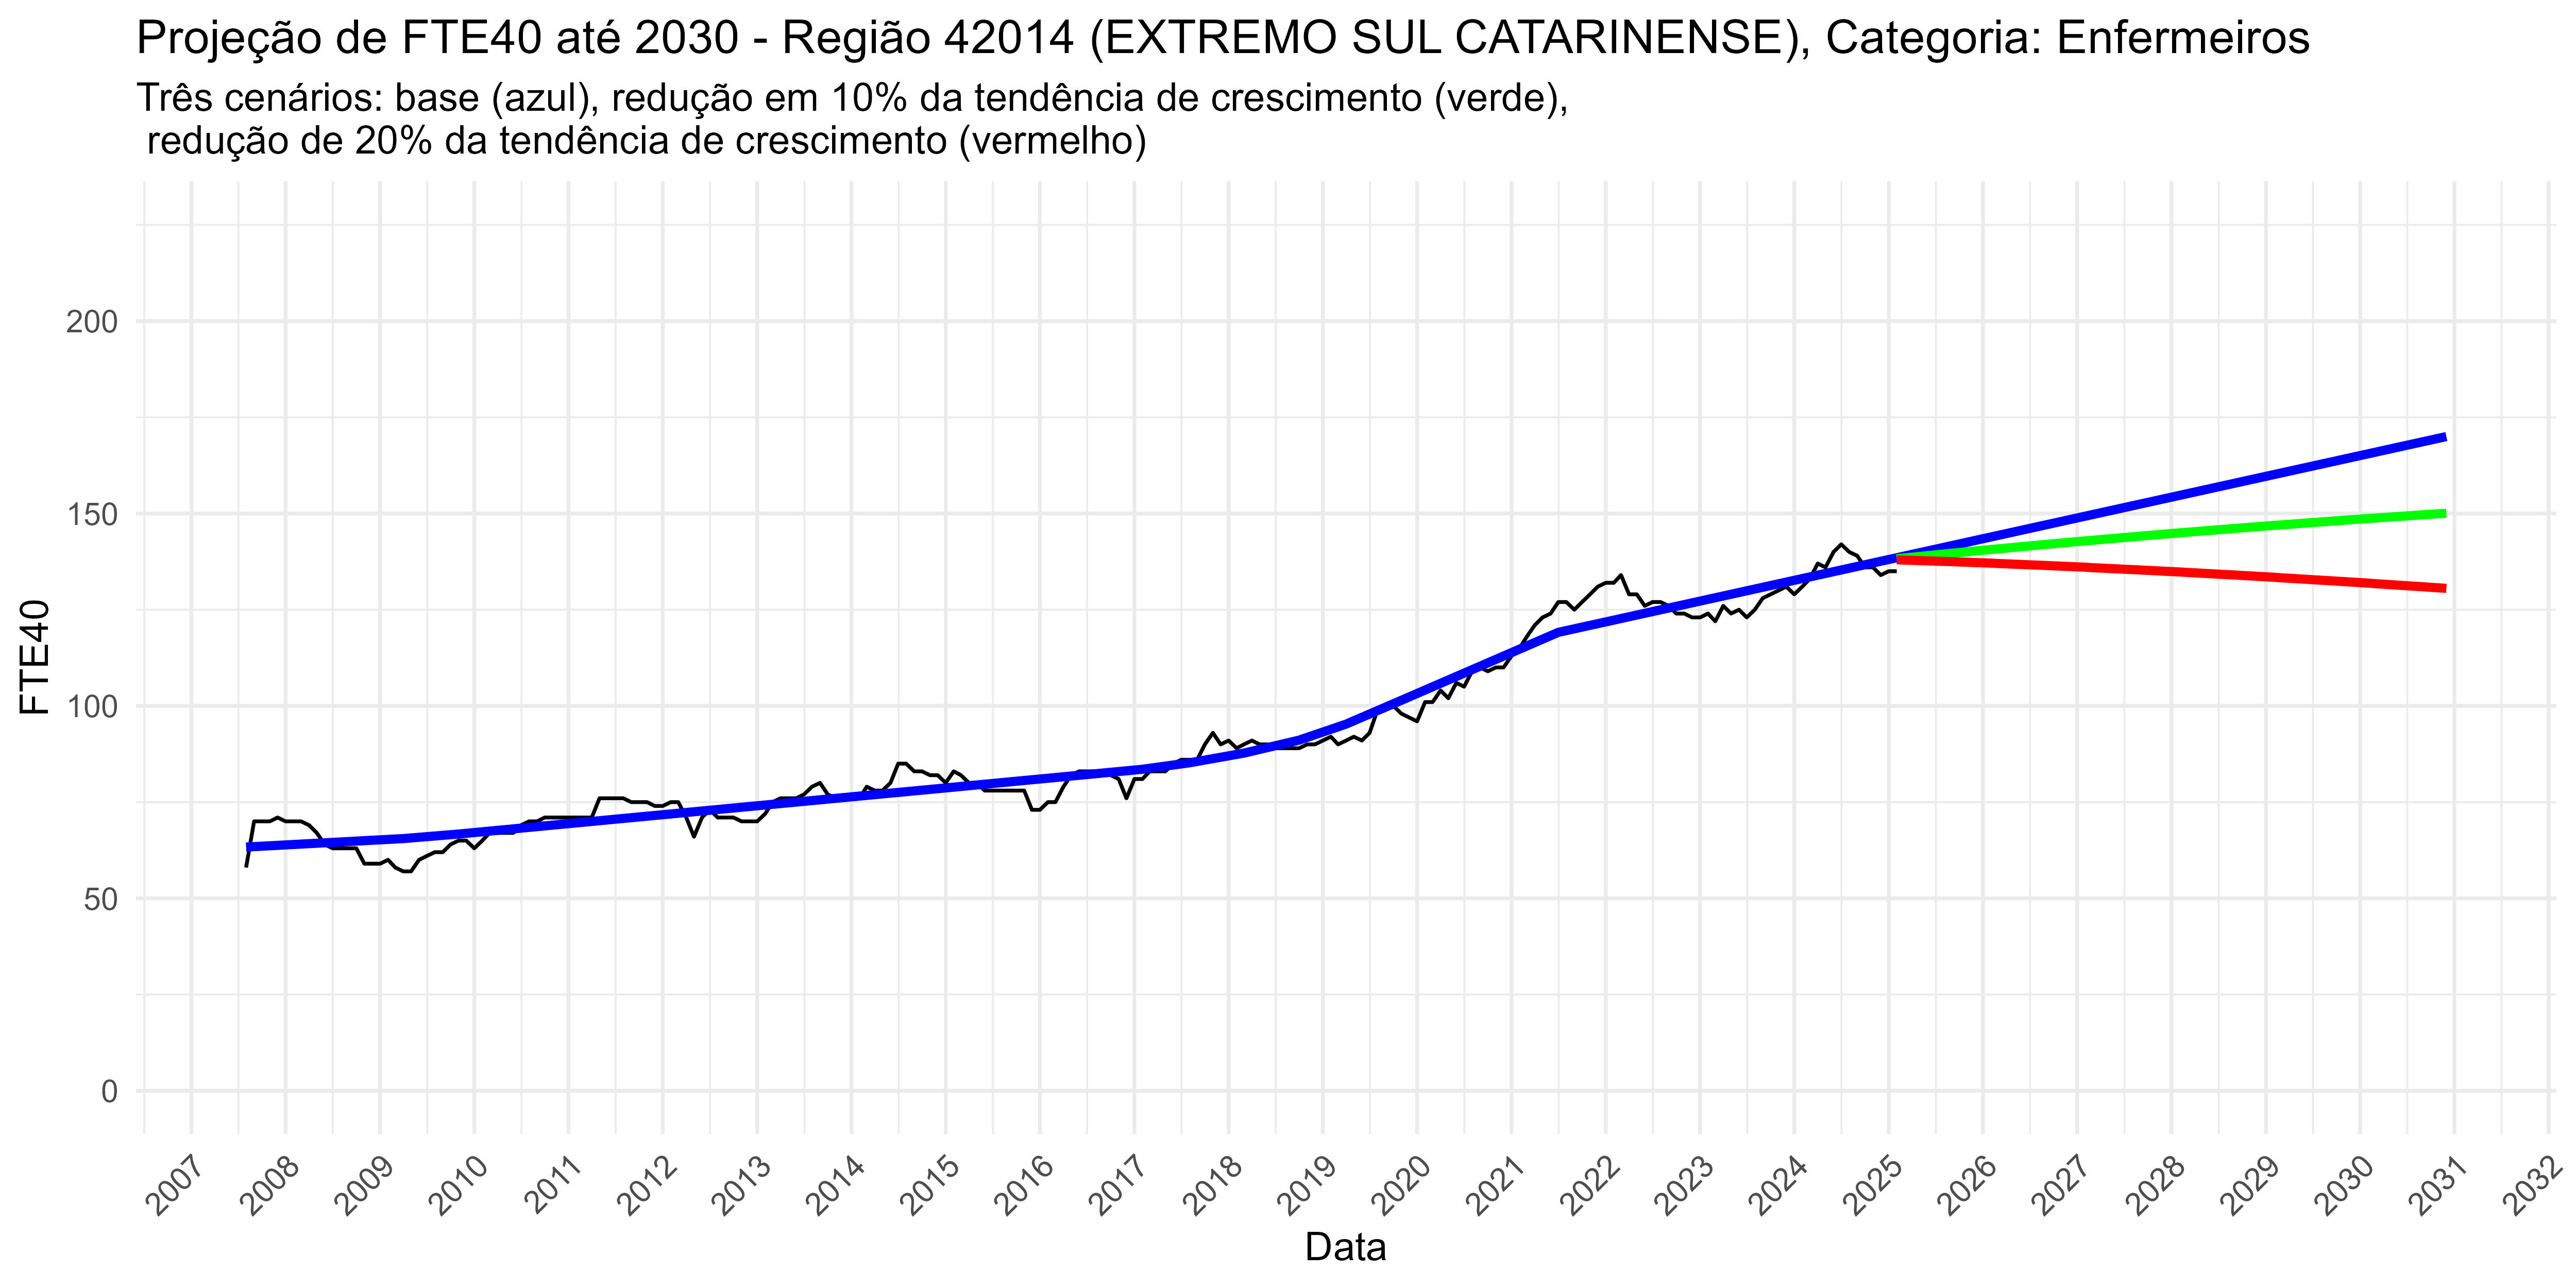 Projeção de FTE40 até 2030 - Região 42014 (EXTREMO SUL CATARINENSE), Categoria: Enfermeiros
Três cenários: base (azul), redução em 10% da tendência de crescimento (verde),
redução de 20% da tendência de crescimento (vermelho)
FTE40
200
150
100
50
0
2007 2008 2009 2010 2011 2012 2013 2014 2015 2016 2017 2018 2019 2020 2021 2022 2023 2024 2025 2026 2027 2028 2029 2030 2031 2032
Data